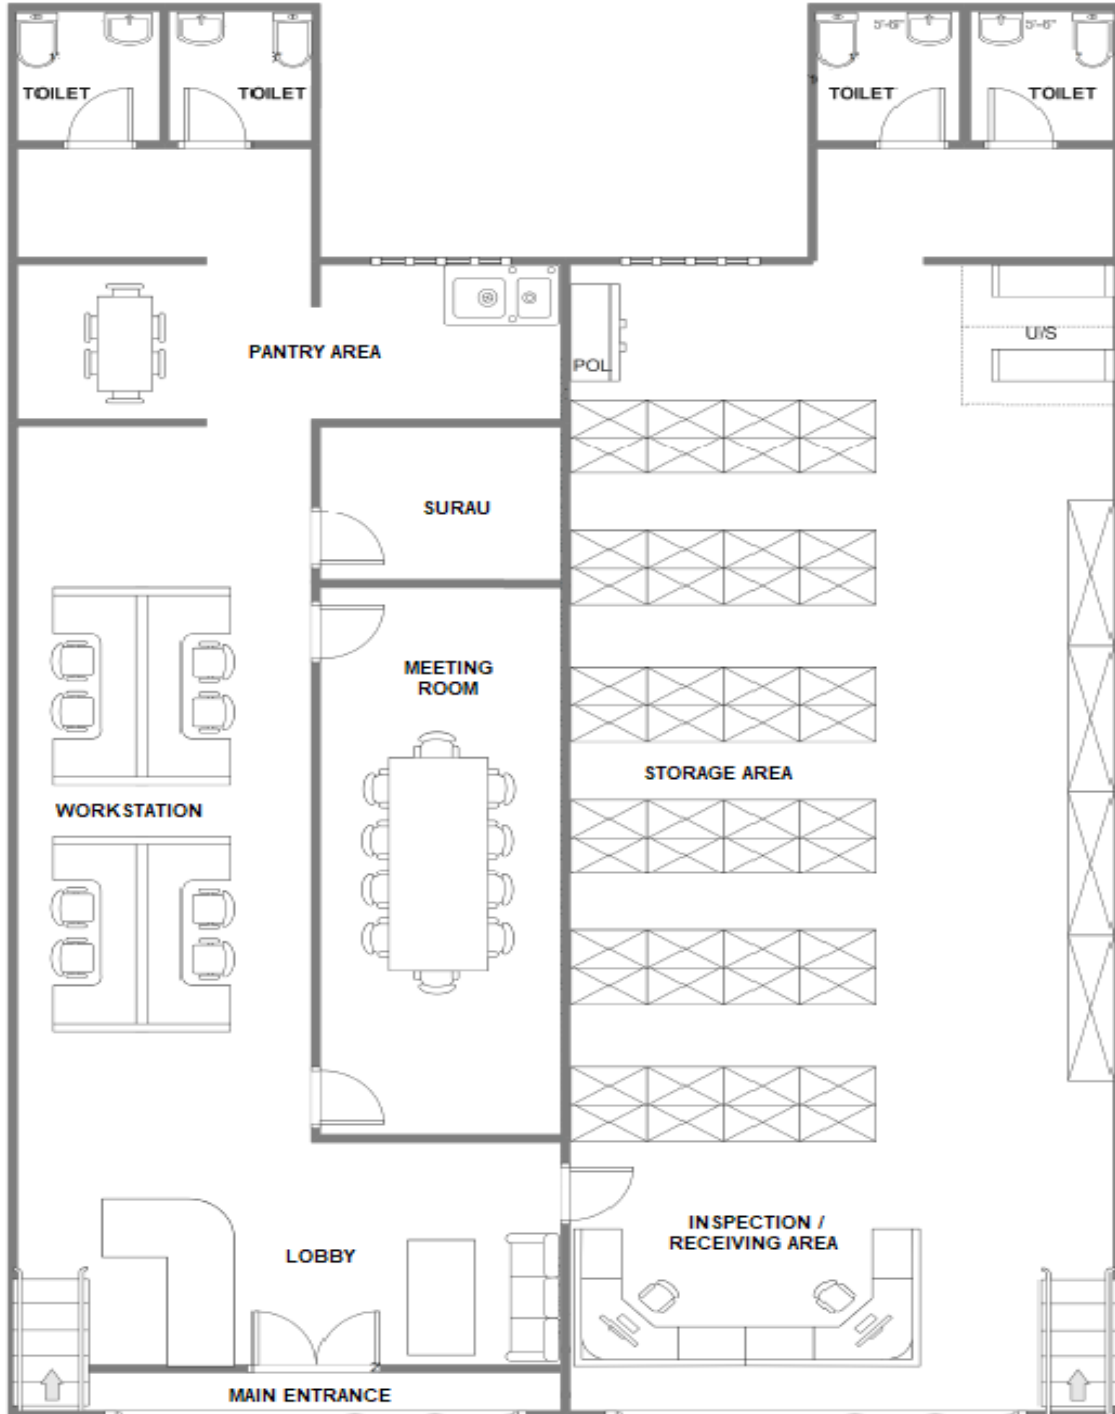 5'-6"
5'-6"
TOILET
TOILET
TOILET
TOILET
U/S
PANTRY AREA
POL
SURAU
MEETING
ROOM
STORAGE AREA
WORKSTATION
INSPECTION /
RECEIVING AREA
LOBBY
MAIN ENTRANCE